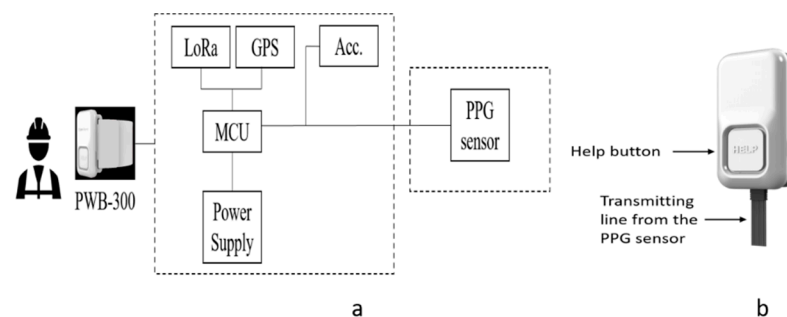 LoRa
GPS
Acc.
MCU
PPG
sensor
Power
Supply
PWB-300
a
HELP
Help button
Transmitting
line from the
PPG sensor
b